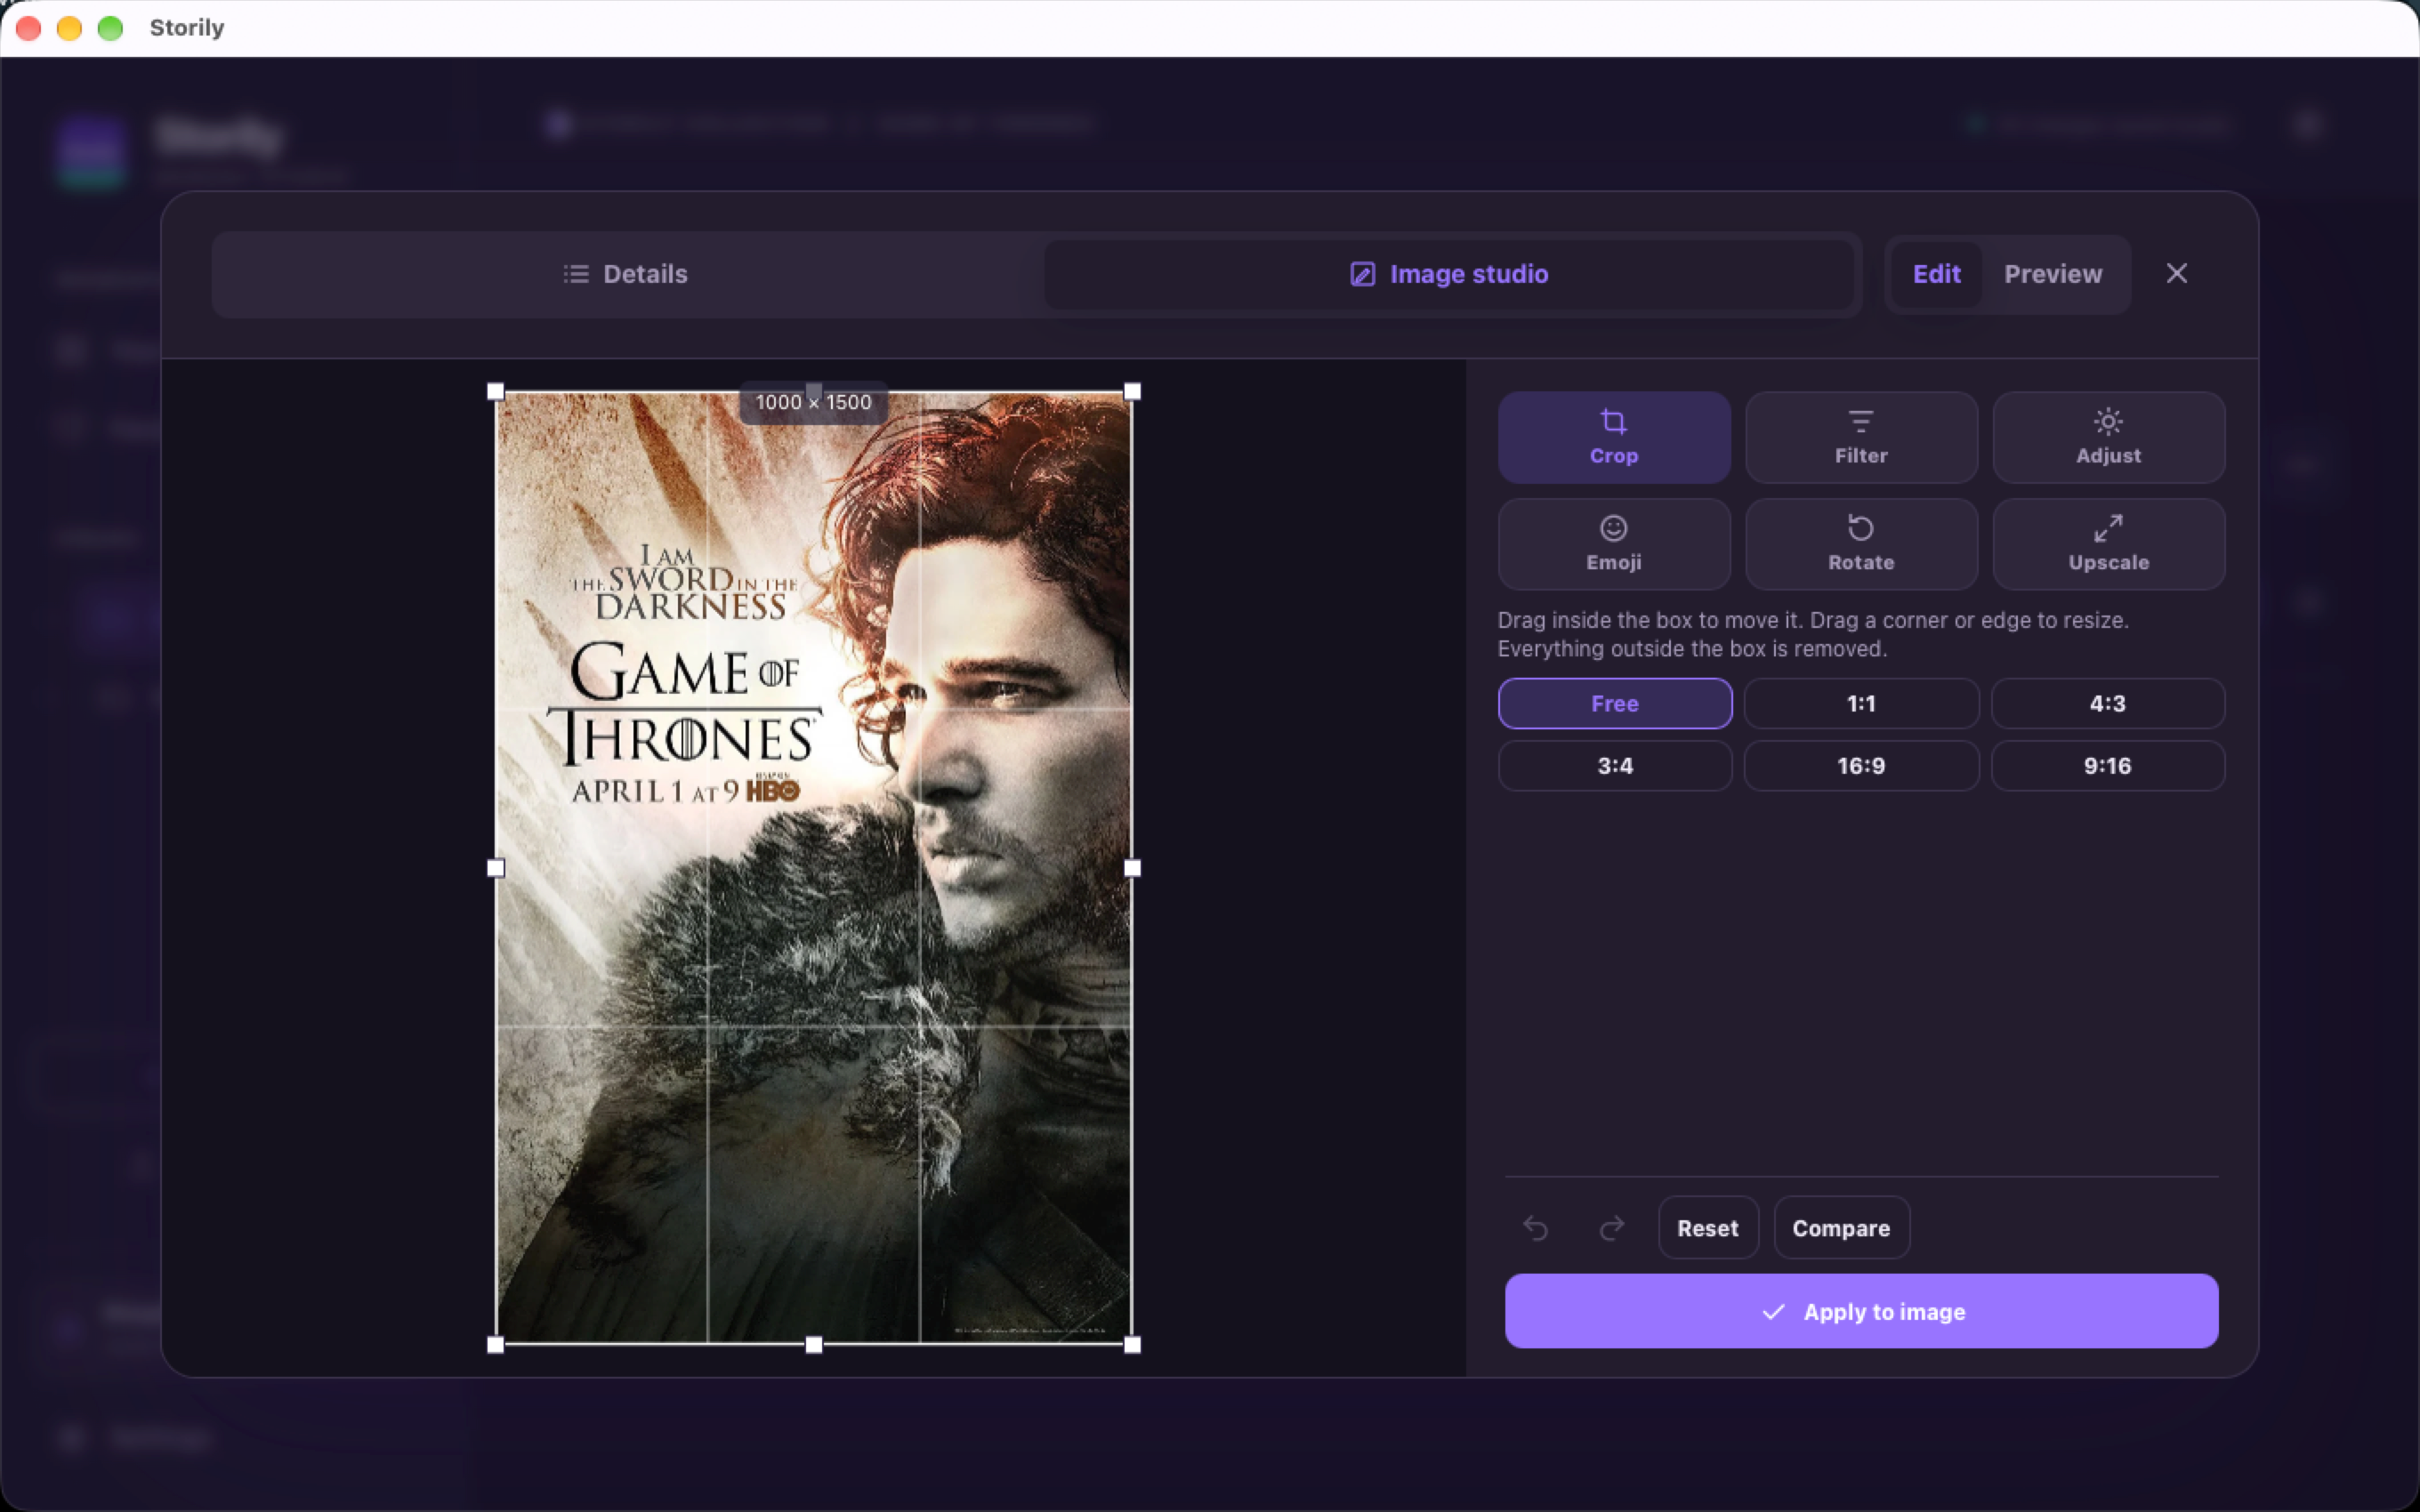 Storily
Storily
Details
Image studio
Edit
Preview
1000 × 1500
I AM
THE SWORD IN THE
DARKNESS
GAME OF
THRONES
APRIL 1 AT 9 HBO
Crop
Filter
Adjust
Emoji
Rotate
Upscale
Drag inside the box to move it. Drag a corner or edge to resize.
Everything outside the box is removed.
Free
1:1
4:3
3:4
16:9
9:16
Reset
Compare
Apply to image
Settings